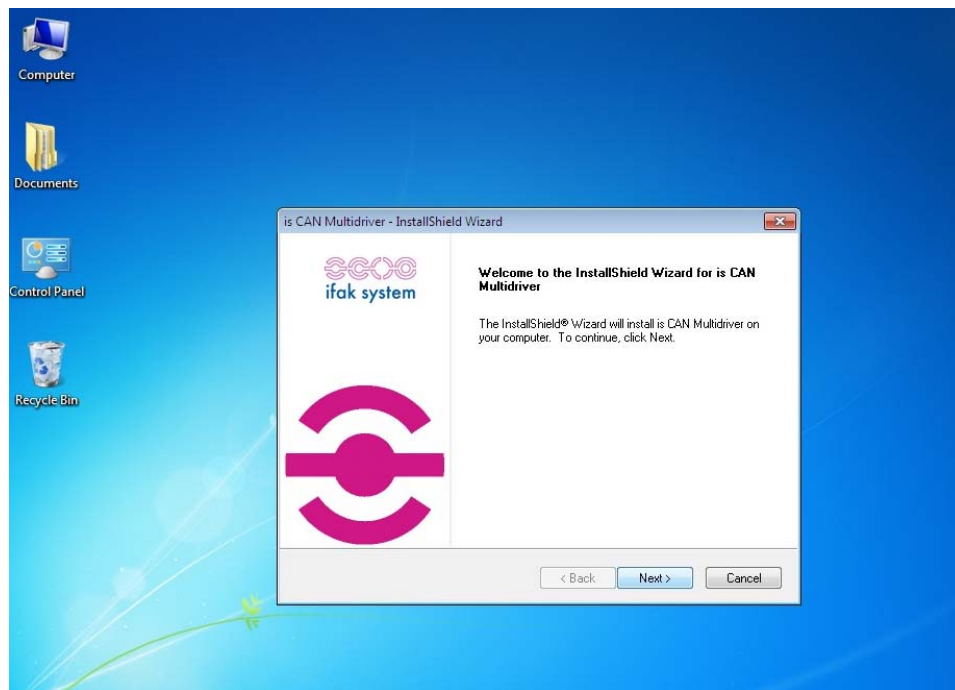 Computer
Documents
Control Panel
Recycle Bin
is CAN Multidriver - InstallShield Wizard
ifak system
Welcome to the InstallShield Wizard for is CAN
Multidriver
The InstallShield® Wizard will install is CAN Multidriver on
your computer. To continue, click Next.
< Back
Next >
Cancel